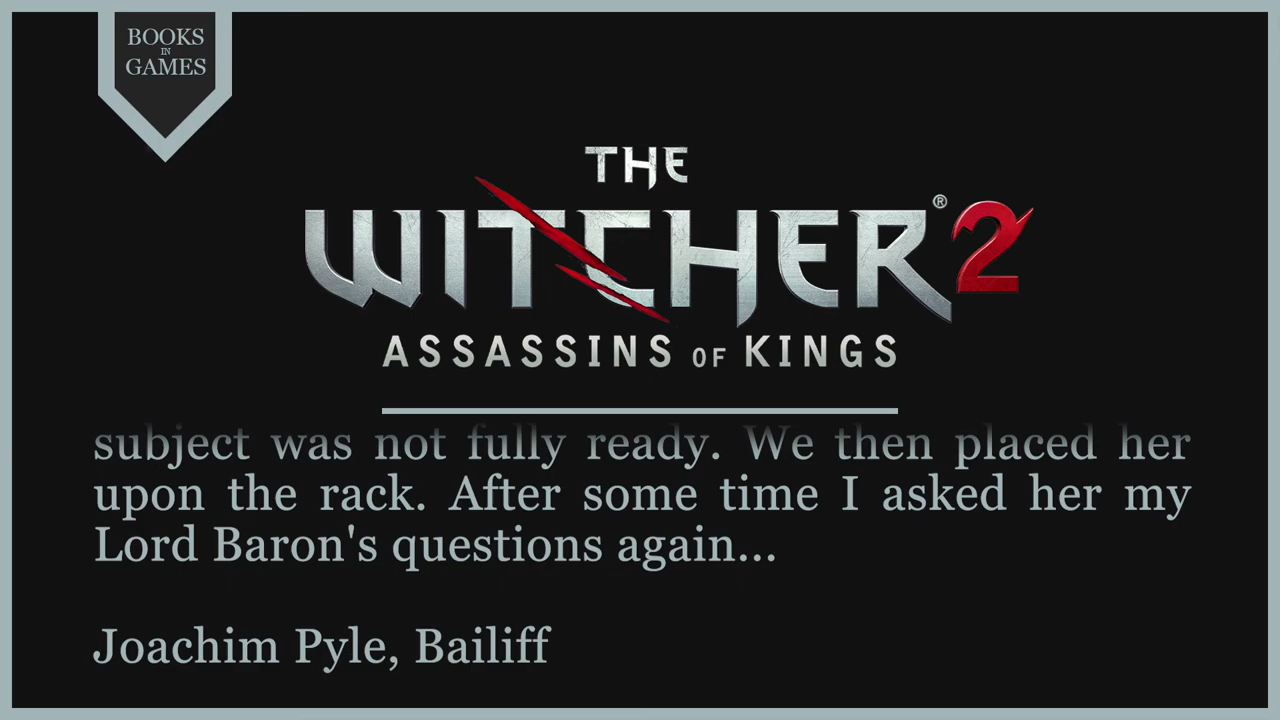 BOOKS
IN
GAMES
THE
WITCHER® 2
ASSASSINS OF KINGS
subject was not fully ready. We then placed her
upon the rack. After some time I asked her my
Lord Baron's questions again...
Joachim Pyle, Bailiff